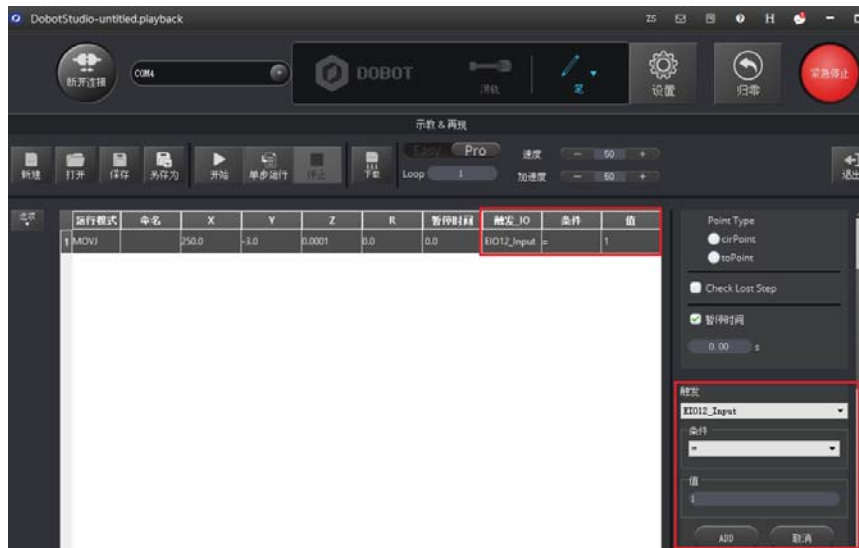 DobotStudio-untitled.playback
ZS
H
断开连接
COM4
DOBOT
滑轨
笔
设置
归零
紧急停止
示教 & 再现
新建
打开
保存
另存为
开始
单步运行
停止
下载
Easy
Pro
Loop
1
速度
50
加速度
50
退出
选项
运行模式 命名 X Y Z R 暂停时间 触发_IO 条件 值
1 MOVJ 250.0 -3.0 0.0001 0.0 0.0 EIO12_Input = 1
Point Type
cirPoint
toPoint
Check Lost Step
暂停时间
0.00 s
触发
EIO12_Input
条件
=
值
1
ADD 取消